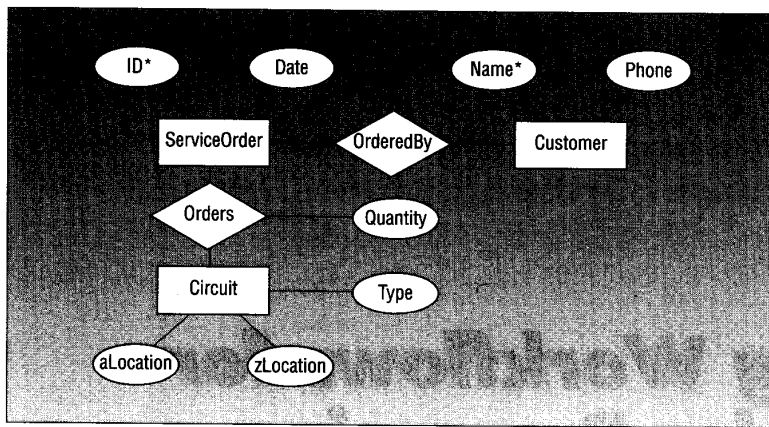 ID*
Date
Name*
Phone
ServiceOrder
OrderedBy
Customer
Orders
Quantity
Circuit
Type
aLocation
zLocation